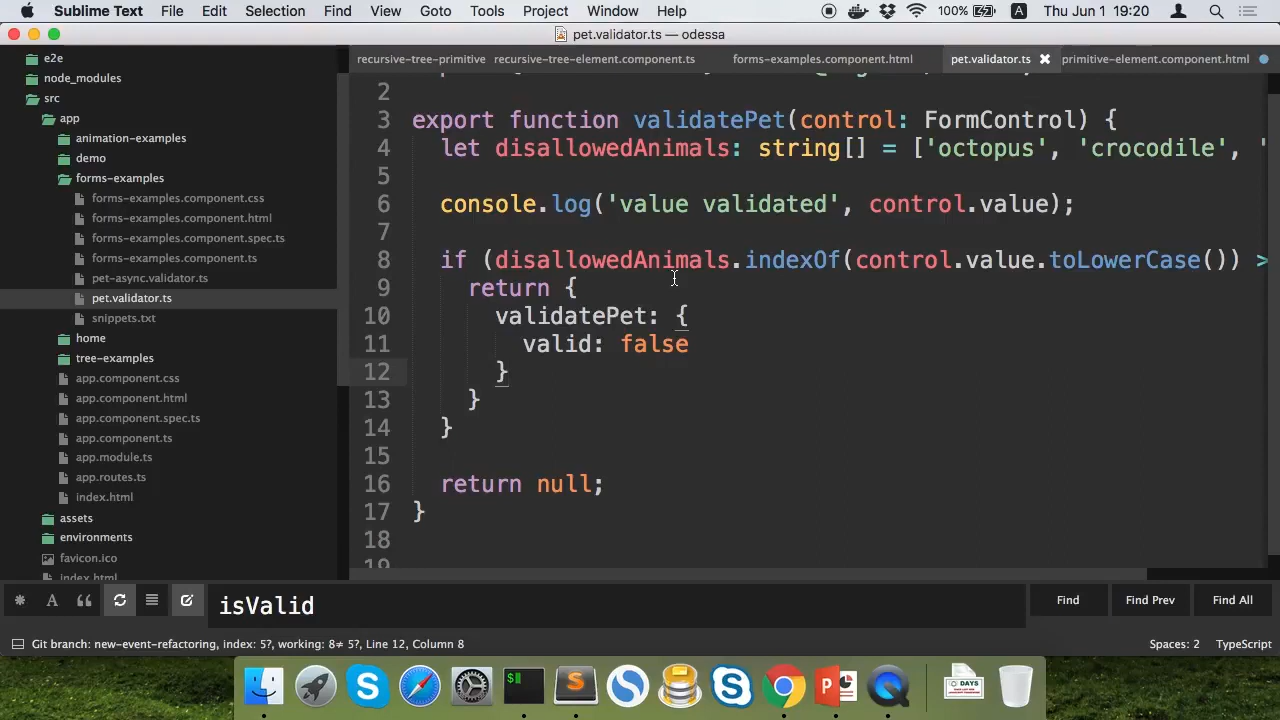 Sublime Text File Edit Selection Find View Goto Tools Project Window Help 100% A Thu Jun 1 19:20
pet.validator.ts — odessa
recursive-tree-primitive recursive-tree-element.component.ts forms-examples.component.html pet.validator.ts primitive-element.component.html
e2e
node_modules
src
app
animation-examples
demo
forms-examples
forms-examples.component.css
forms-examples.component.html
forms-examples.component.spec.ts
forms-examples.component.ts
pet-async.validator.ts
pet.validator.ts
snippets.txt
home
tree-examples
app.component.css
app.component.html
app.component.spec.ts
app.component.ts
app.module.ts
app.routes.ts
index.html
assets
environments
favicon.ico
index.html
2
3 export function validatePet(control: FormControl) {
4 let disallowedAnimals: string[] = ['octopus', 'crocodile', '
5
6 console.log('value validated', control.value);
7
8 if (disallowedAnimals.indexOf(control.value.toLowerCase()) >
9 return {
10 validatePet: {
11 valid: false
12 }
13 }
14 }
15
16 return null;
17 }
18
19
isValid
Find Find Prev Find All
Git branch: new-event-refactoring, index: 5?, working: 8≠ 5?, Line 12, Column 8 Spaces: 2 TypeScript